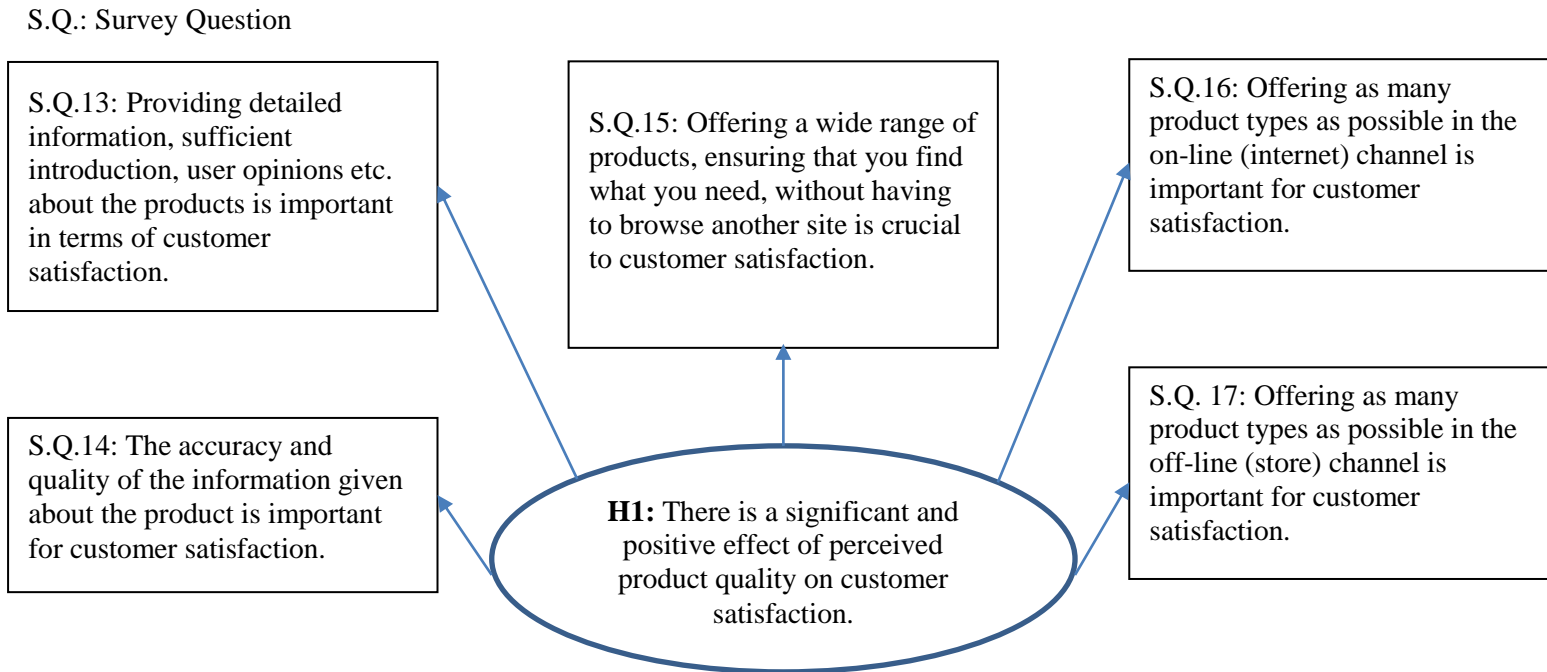 S.Q.: Survey Question
S.Q.13: Providing detailed
information, sufficient
introduction, user opinions etc.
about the products is important
in terms of customer
satisfaction.
S.Q.15: Offering a wide range of
products, ensuring that you find
what you need, without having
to browse another site is crucial
to customer satisfaction.
S.Q.16: Offering as many
product types as possible in the
on-line (internet) channel is
important for customer
satisfaction.
S.Q.14: The accuracy and
quality of the information given
about the product is important
for customer satisfaction.
S.Q. 17: Offering as many
product types as possible in the
off-line (store) channel is
important for customer
satisfaction.
H1: There is a significant and
positive effect of perceived
product quality on customer
satisfaction.